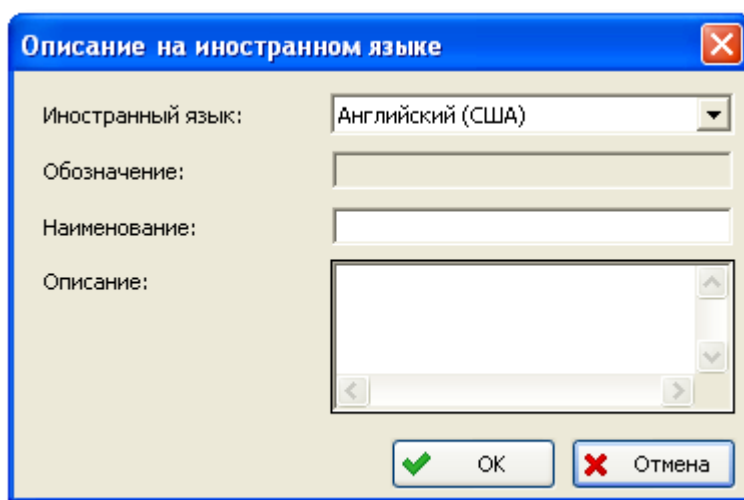 Описание на иностранном языке
Иностранный язык: Английский (США)
Обозначение:
Наименование:
Описание:
OK Отмена